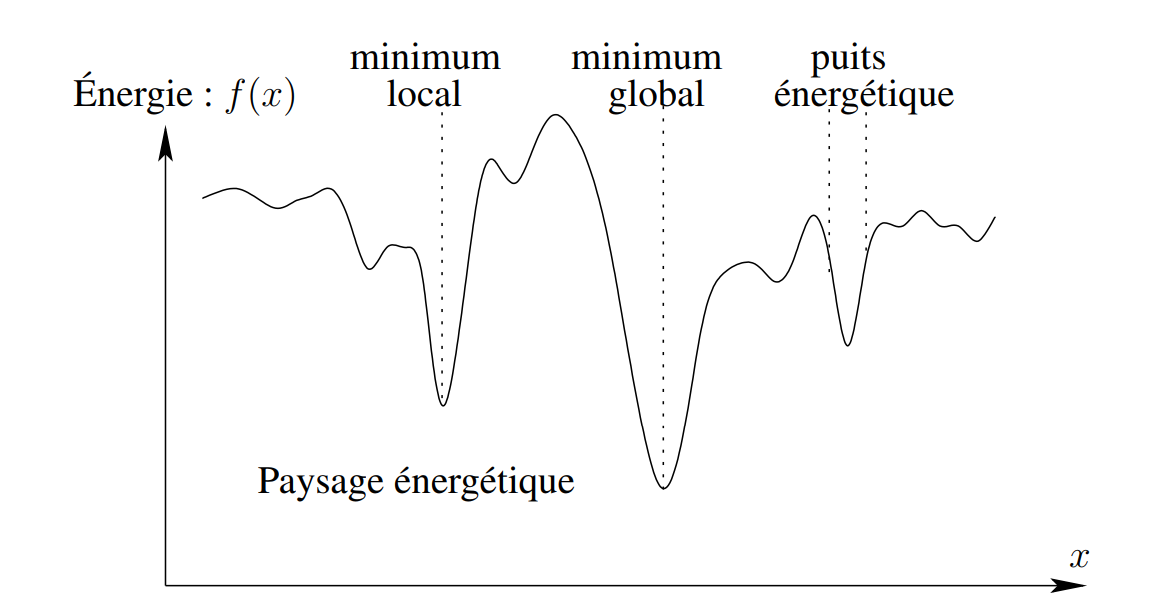 minimum
local
minimum
global
puits
énergétique
Énergie : f(x)
Paysage énergétique
x